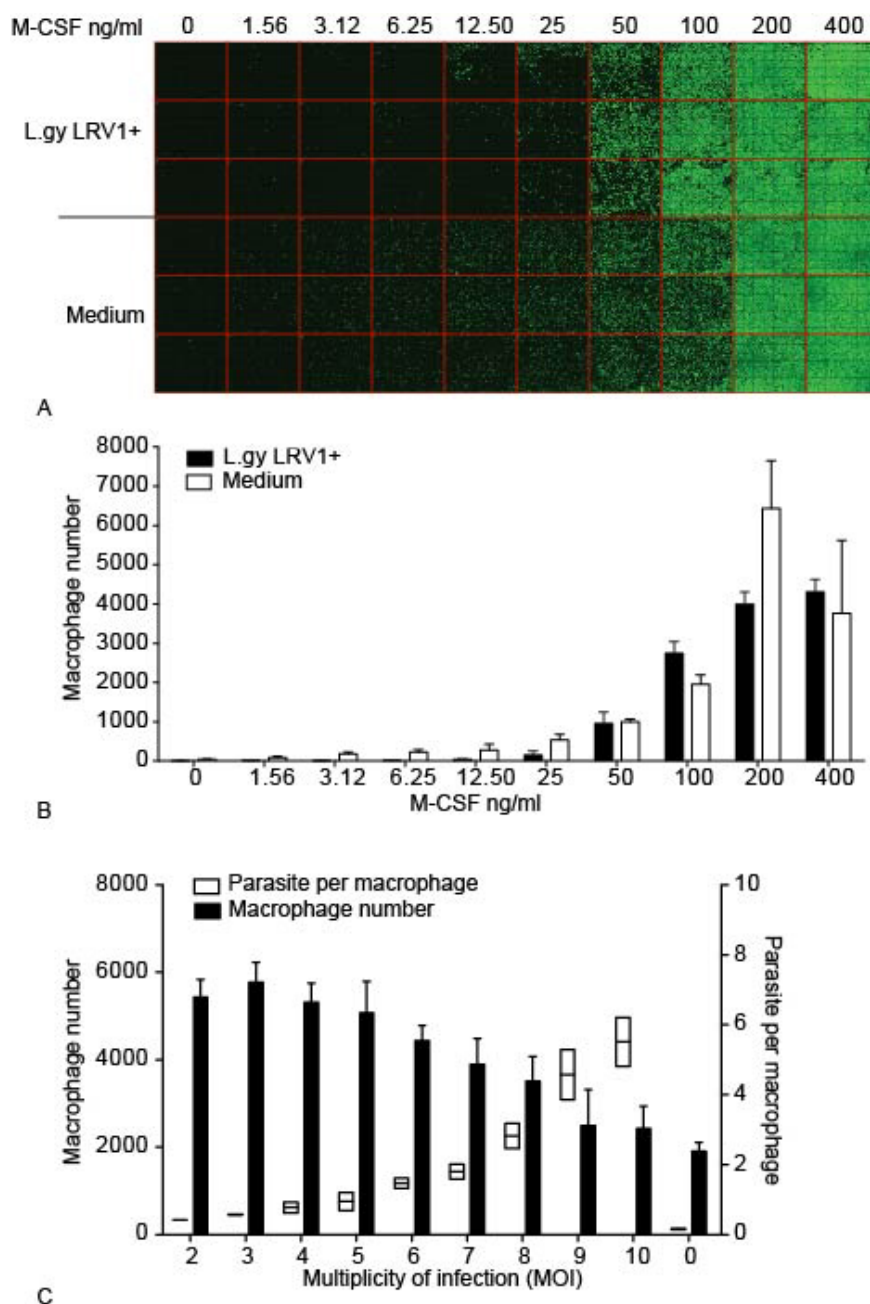 M-CSF ng/ml 0 1.56 3.12 6.25 12.50 25 50 100 200 400
L.gy LRV1+
Medium
A
8000
7000
6000
5000
4000
3000
2000
1000
0
Macrophage number
L.gy LRV1+
Medium
0 1.56 3.12 6.25 12.50 25 50 100 200 400
M-CSF ng/ml
B
8000
6000
4000
2000
0
Macrophage number
Parasite per macrophage
Macrophage number
10
8
6
4
2
0
Parasite per macrophage
2 3 4 5 6 7 8 9 10 0
Multiplicity of infection (MOI)
C